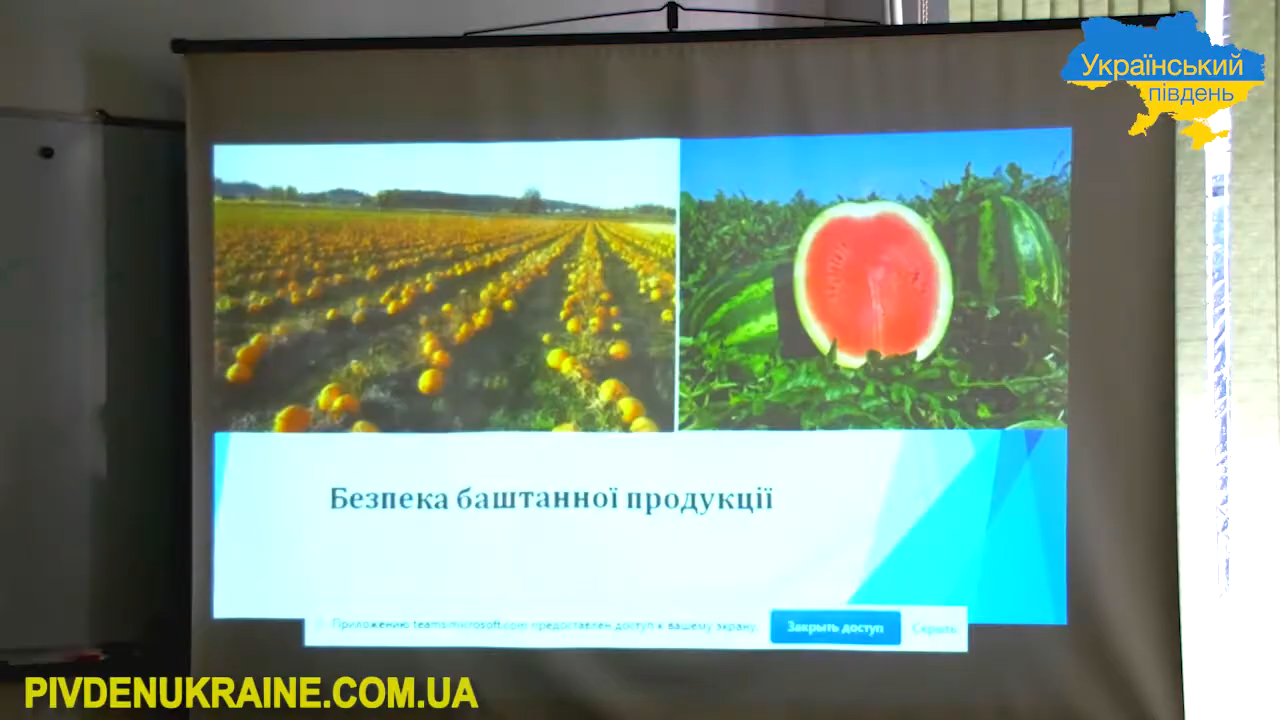 Український
південь
Безпека баштанної продукції
Приложению teams.microsoft.com предоставлен доступ к вашему экрану.
Закрыть доступ
Скрыть
PIVDENUKRAINE.COM.UA